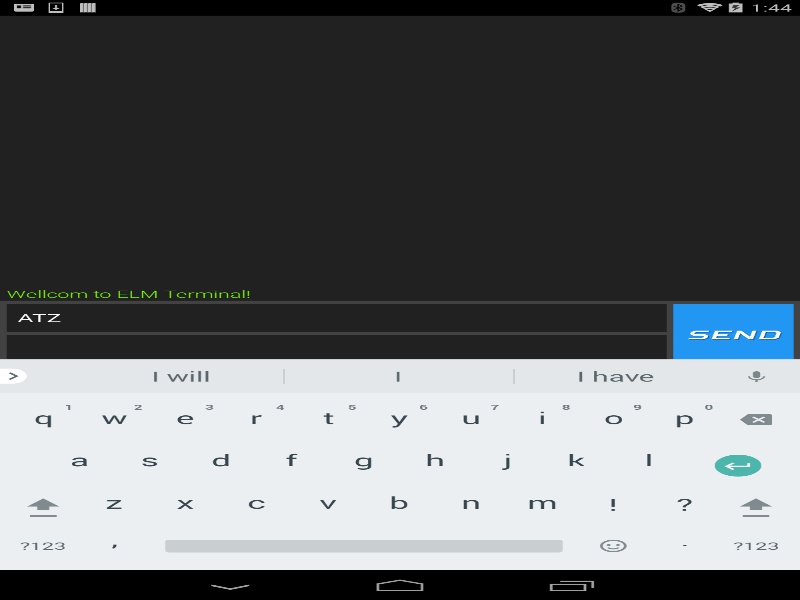 1:44
Wellcom to ELM Terminal!
ATZ
SEND
> I will I I have
q 1 w 2 e 3 r 4 t 5 y 6 u 7 i 8 o 9 p 0
a s d f g h j k l
z x c v b n m ! ?
?123 , . ?123